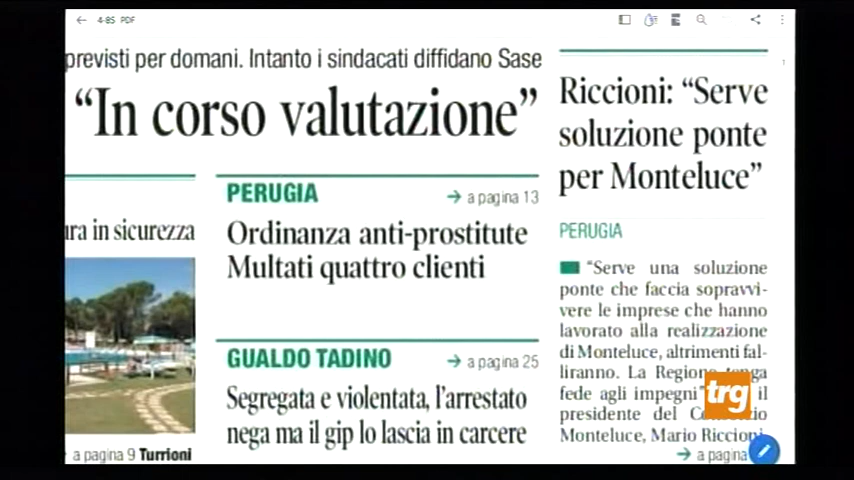 4-85 PDF
previsti per domani. Intanto i sindacati diffidano Sase
“In corso valutazione”
ura in sicurezza
a pagina 9 Turrioni
PERUGIA
→ a pagina 13
Ordinanza anti-prostitute
Multati quattro clienti
GUALDO TADINO
→ a pagina 25
Segregata e violentata, l’arrestato
nega ma il gip lo lascia in carcere
Riccioni: “Serve
soluzione ponte
per Monteluce”
PERUGIA
“Serve una soluzione
ponte che faccia sopravvi-
vere le imprese che hanno
lavorato alla realizzazione
di Monteluce, altrimenti fal-
liranno. La Regione tenga
fede agli impegni” il
presidente del Consorzio
Monteluce, Mario Riccioni.
→ a pagina
trg